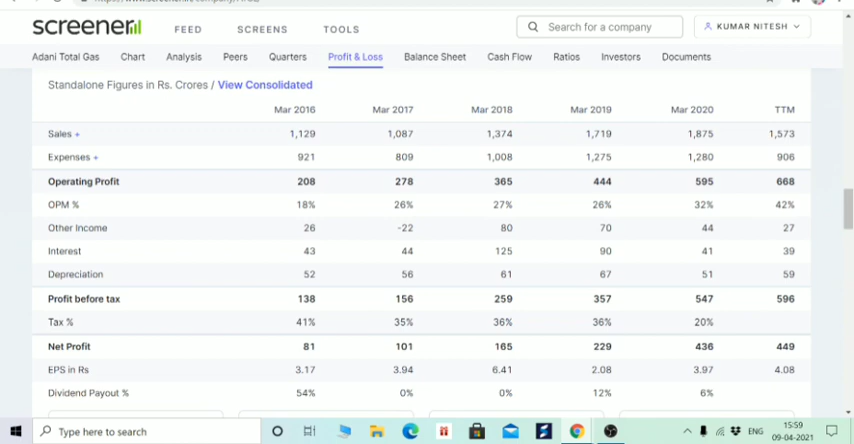 screener
FEED SCREENS TOOLS
Search for a company
KUMAR NITESH
Adani Total Gas Chart Analysis Peers Quarters Profit & Loss Balance Sheet Cash Flow Ratios Investors Documents
Standalone Figures in Rs. Crores / View Consolidated
Mar 2016 Mar 2017 Mar 2018 Mar 2019 Mar 2020 TTM
Sales + 1,129 1,087 1,374 1,719 1,875 1,573
Expenses + 921 809 1,008 1,275 1,280 906
Operating Profit 208 278 365 444 595 668
OPM % 18% 26% 27% 26% 32% 42%
Other Income 26 -22 80 70 44 27
Interest 43 44 125 90 41 39
Depreciation 52 56 61 67 51 59
Profit before tax 138 156 259 357 547 596
Tax % 41% 35% 36% 36% 20%
Net Profit 81 101 165 229 436 449
EPS in Rs 3.17 3.94 6.41 2.08 3.97 4.08
Dividend Payout % 54% 0% 0% 12% 6%
Type here to search
ENG
15:59
09-04-2021